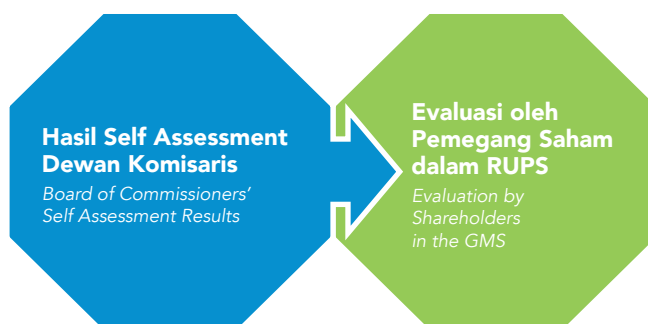 Hasil Self Assessment
Dewan Komisaris
Board of Commissioners'
Self Assessment Results
Evaluasi oleh
Pemegang Saham
dalam RUPS
Evaluation by
Shareholders
in the GMS